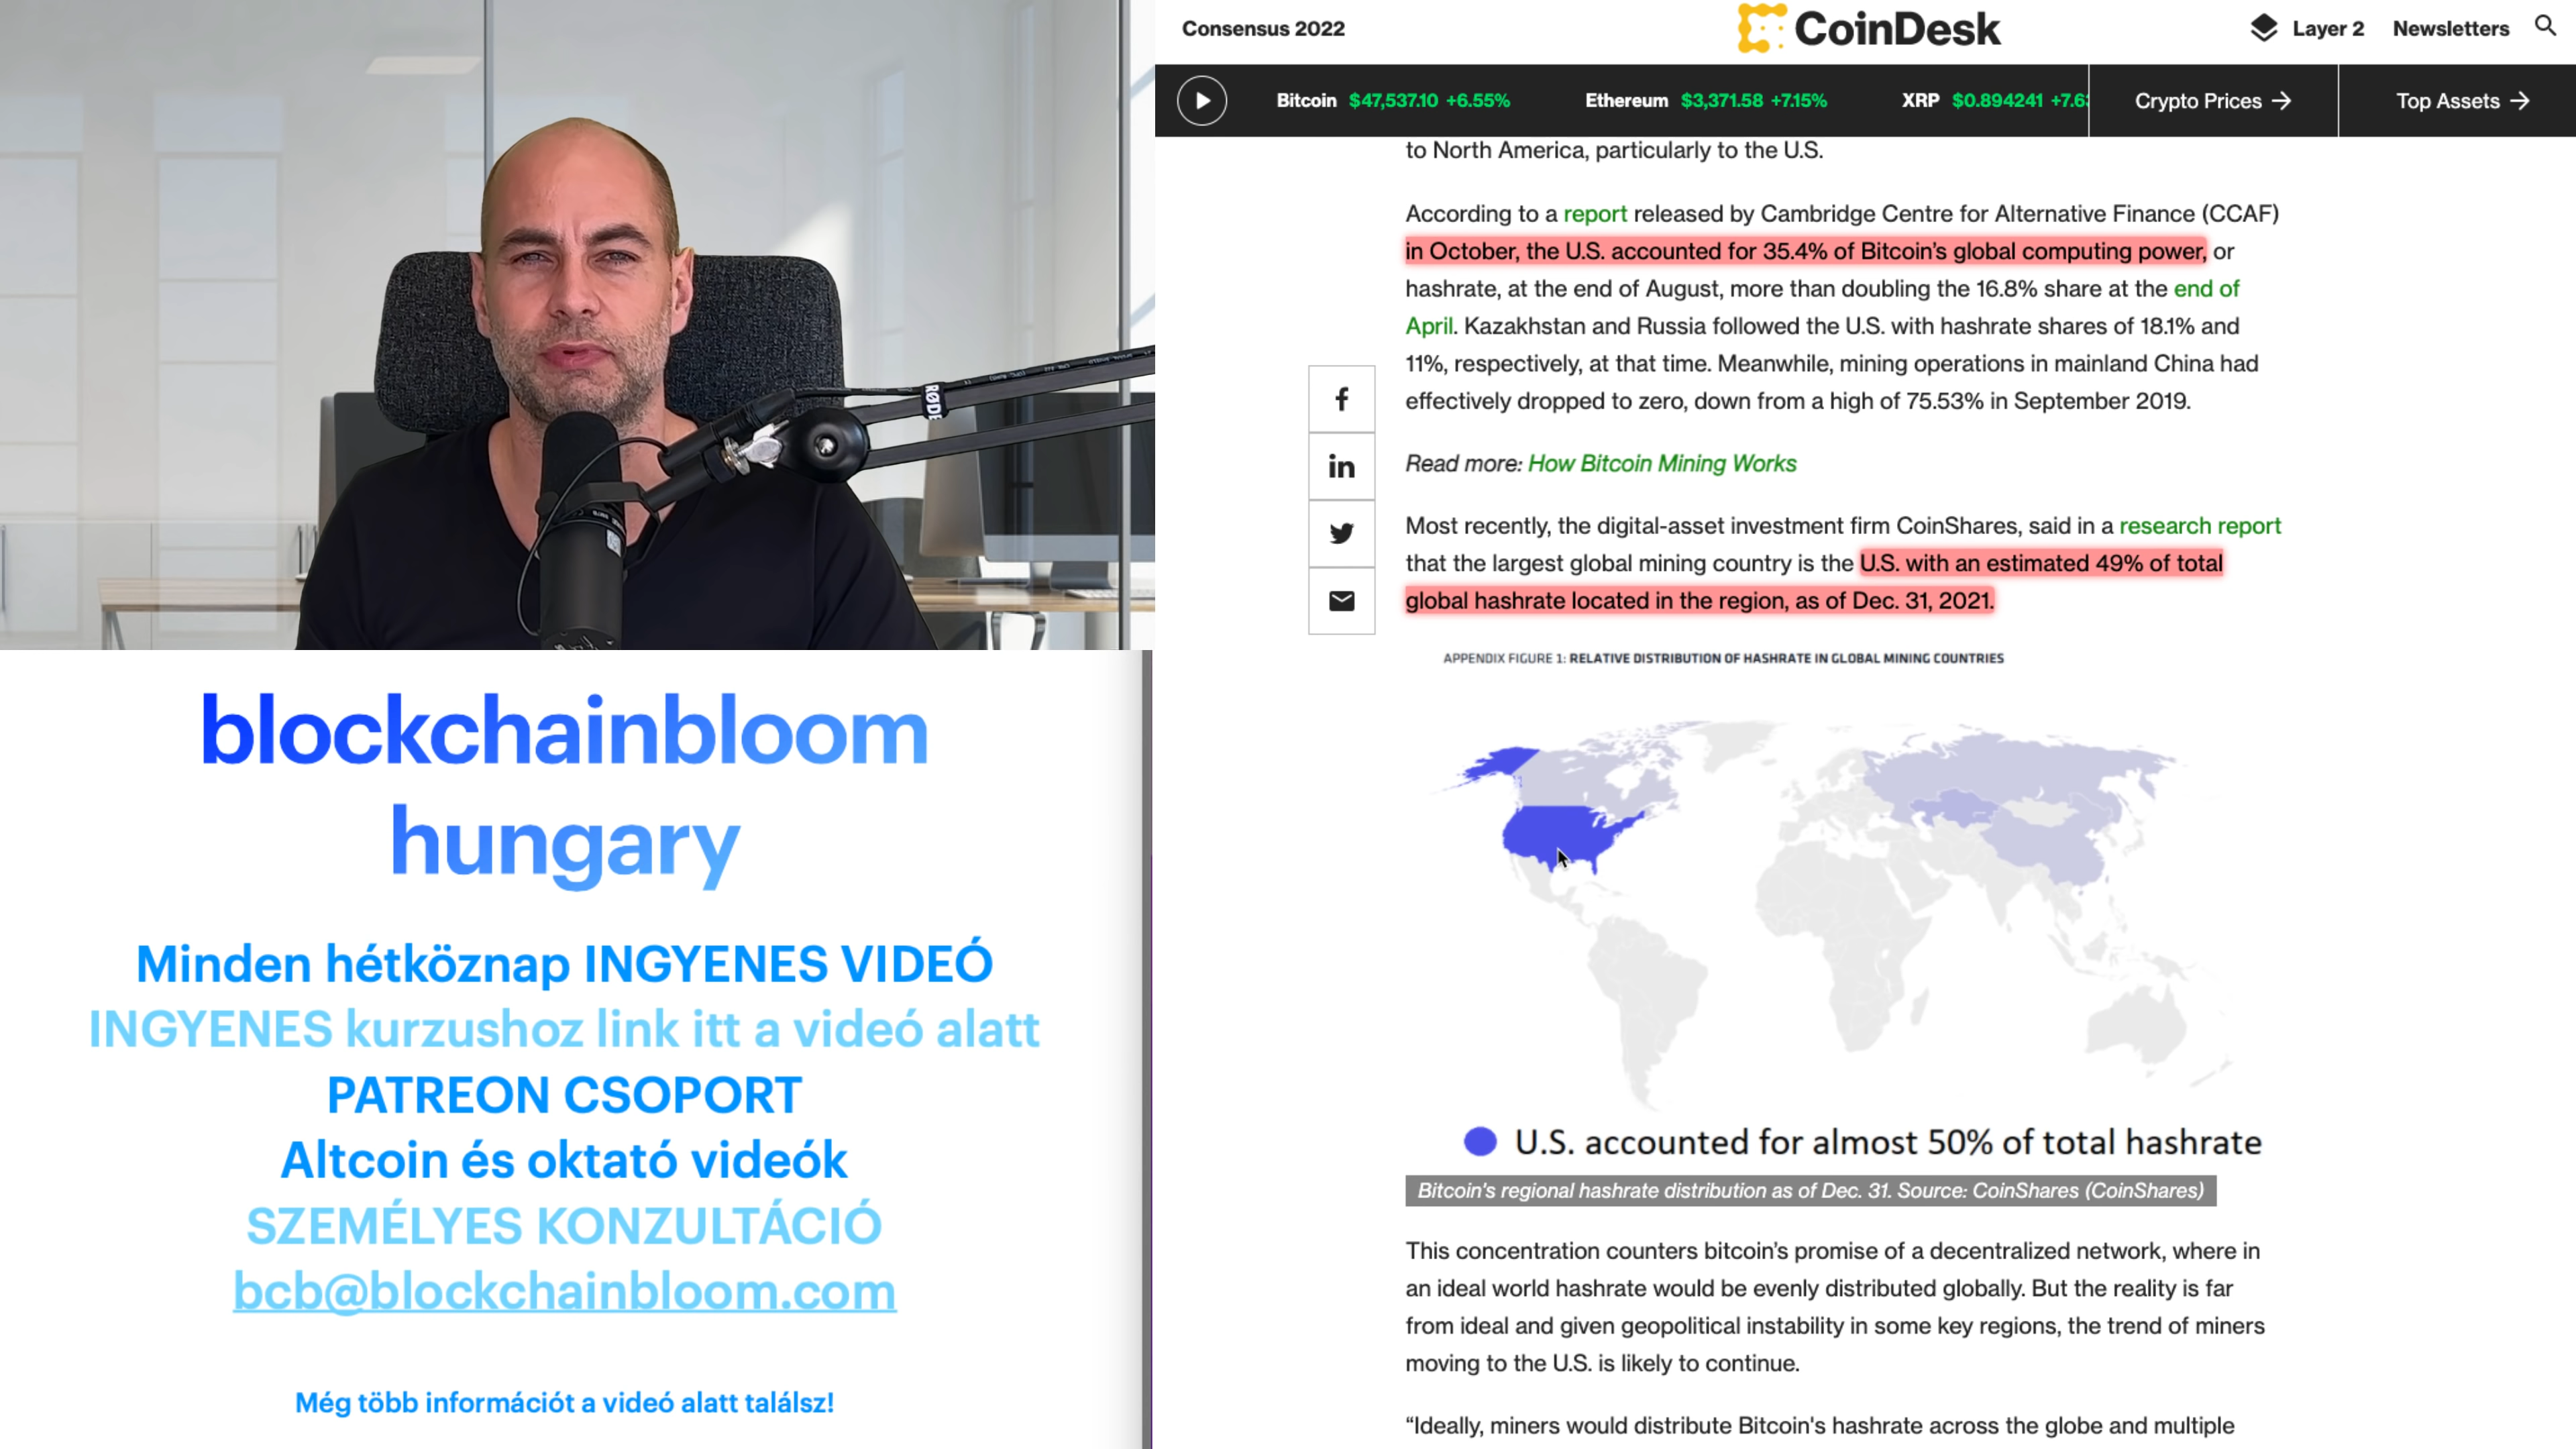 RØDE
blockchainbloom
hungary
Minden hétköznap INGYENES VIDEÓ
INGYENES kurzushoz link itt a videó alatt
PATREON CSOPORT
Altcoin és oktató videók
SZEMÉLYES KONZULTÁCIÓ
bcb@blockchainbloom.com
Még több információt a videó alatt találsz!
Consensus 2022
CoinDesk
Layer 2
Newsletters
Bitcoin $47,537.10 +6.55%
Ethereum $3,371.58 +7.15%
XRP $0.894241 +7.6
Crypto Prices →
Top Assets →
to North America, particularly to the U.S.
According to a report released by Cambridge Centre for Alternative Finance (CCAF)
in October, the U.S. accounted for 35.4% of Bitcoin’s global computing power, or
hashrate, at the end of August, more than doubling the 16.8% share at the end of
April. Kazakhstan and Russia followed the U.S. with hashrate shares of 18.1% and
11%, respectively, at that time. Meanwhile, mining operations in mainland China had
effectively dropped to zero, down from a high of 75.53% in September 2019.
Read more: How Bitcoin Mining Works
Most recently, the digital-asset investment firm CoinShares, said in a research report
that the largest global mining country is the U.S. with an estimated 49% of total
global hashrate located in the region, as of Dec. 31, 2021.
APPENDIX FIGURE 1: RELATIVE DISTRIBUTION OF HASHRATE IN GLOBAL MINING COUNTRIES
U.S. accounted for almost 50% of total hashrate
Bitcoin's regional hashrate distribution as of Dec. 31. Source: CoinShares (CoinShares)
This concentration counters bitcoin’s promise of a decentralized network, where in
an ideal world hashrate would be evenly distributed globally. But the reality is far
from ideal and given geopolitical instability in some key regions, the trend of miners
moving to the U.S. is likely to continue.
“Ideally, miners would distribute Bitcoin's hashrate across the globe and multiple